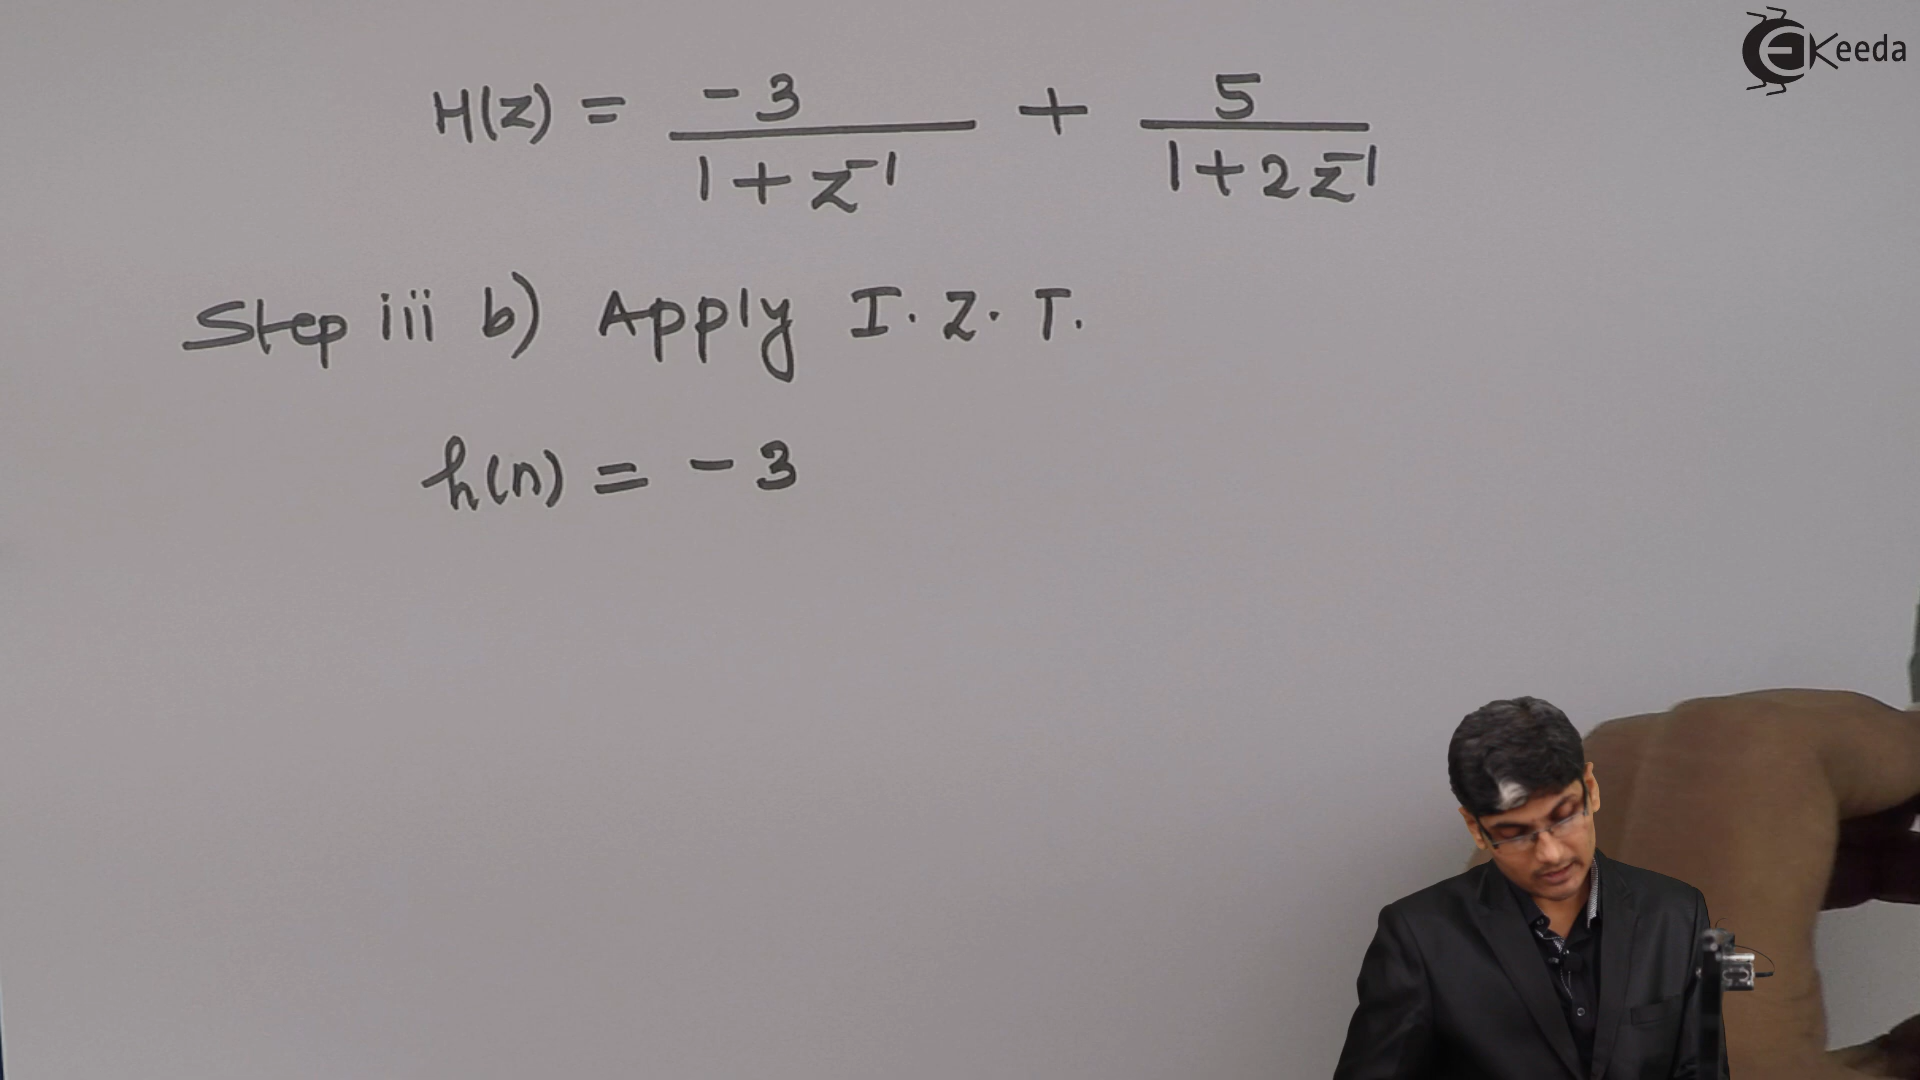 Keeda
H(z) = -3 / (1 + z⁻¹) + 5 / (1 + 2z⁻¹)
Step iii b) Apply I. Z. T.
h(n) = -3